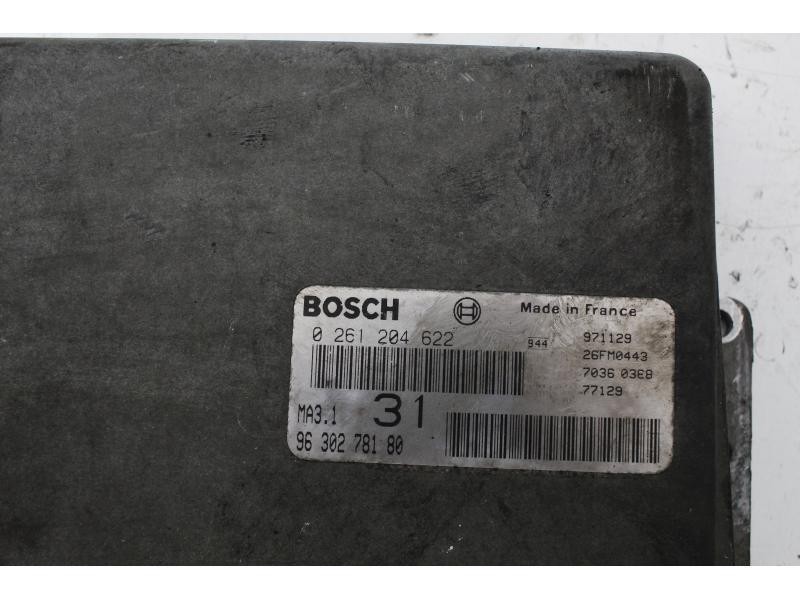 BOSCH Made in France
0 261 204 622 944 971129
26FM0443
7036 03E8
77129
MA3.1 31
96 302 781 80